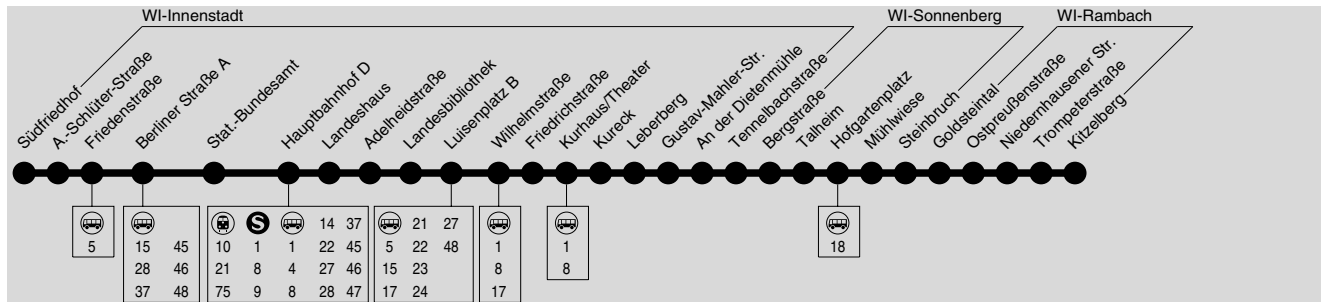 WI-Innenstadt
WI-Sonnenberg
WI-Rambach
Südfriedhof
A.-Schlüter-Straße
Friedenstraße
Berliner Straße A
Stat.-Bundesamt
Hauptbahnhof D
Landeshaus
Adelheidstraße
Landesbibliothek
Luisenplatz B
Wilhelmstraße
Friedrichstraße
Kurhaus/Theater
Kureck
Leberberg
Gustav-Mahler-Str.
An der Dietenmühle
Tennelbachstraße
Bergstraße
Talheim
Hofgartenplatz
Mühlwiese
Steinbruch
Goldsteintal
Ostpreußenstraße
Niedernhausener Str.
Trompeterstraße
Kitzelberg
S 14 37 21 27
5 15 45 10 1 1 22 45 5 22 48 1 1 18
28 46 21 8 4 27 46 15 23 8 8
37 48 75 9 8 28 47 17 24 17